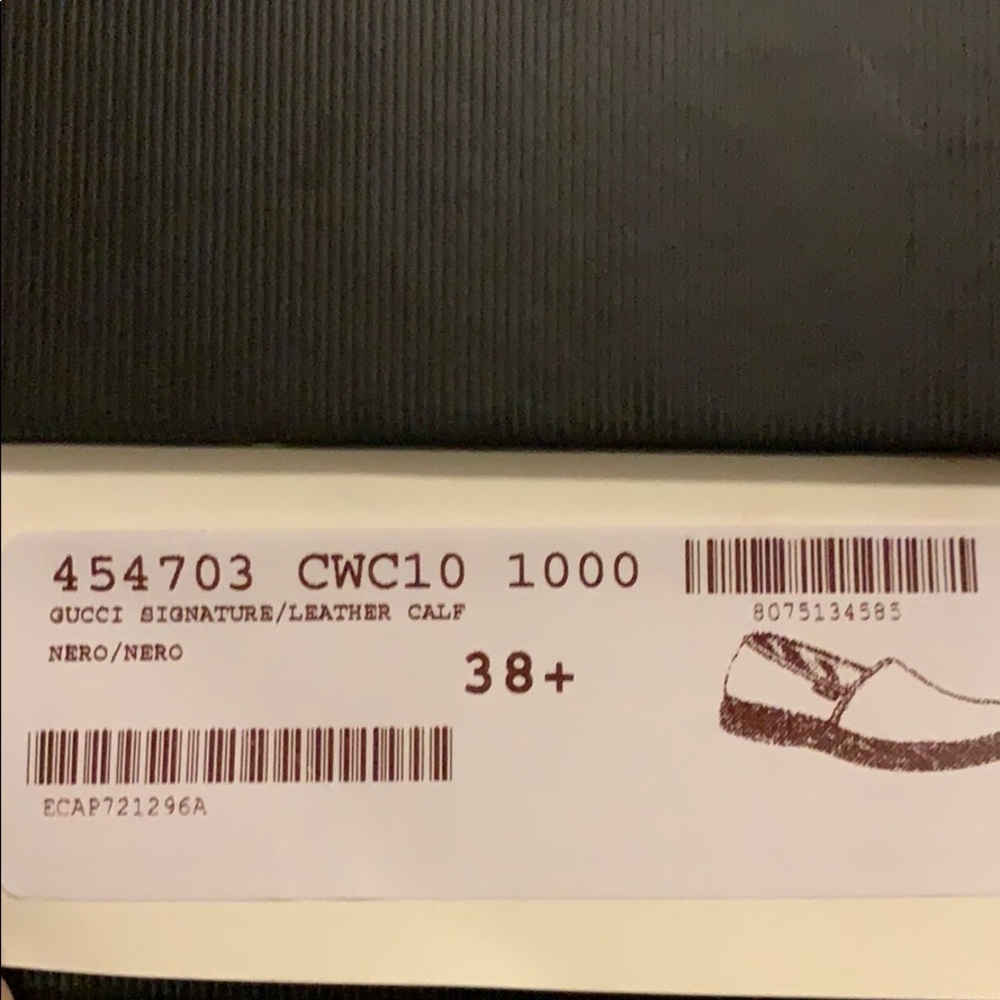 454703 CWC10 1000
GUCCI SIGNATURE/LEATHER CALF
8075134585
NERO/NERO
38+
ECAP721296A